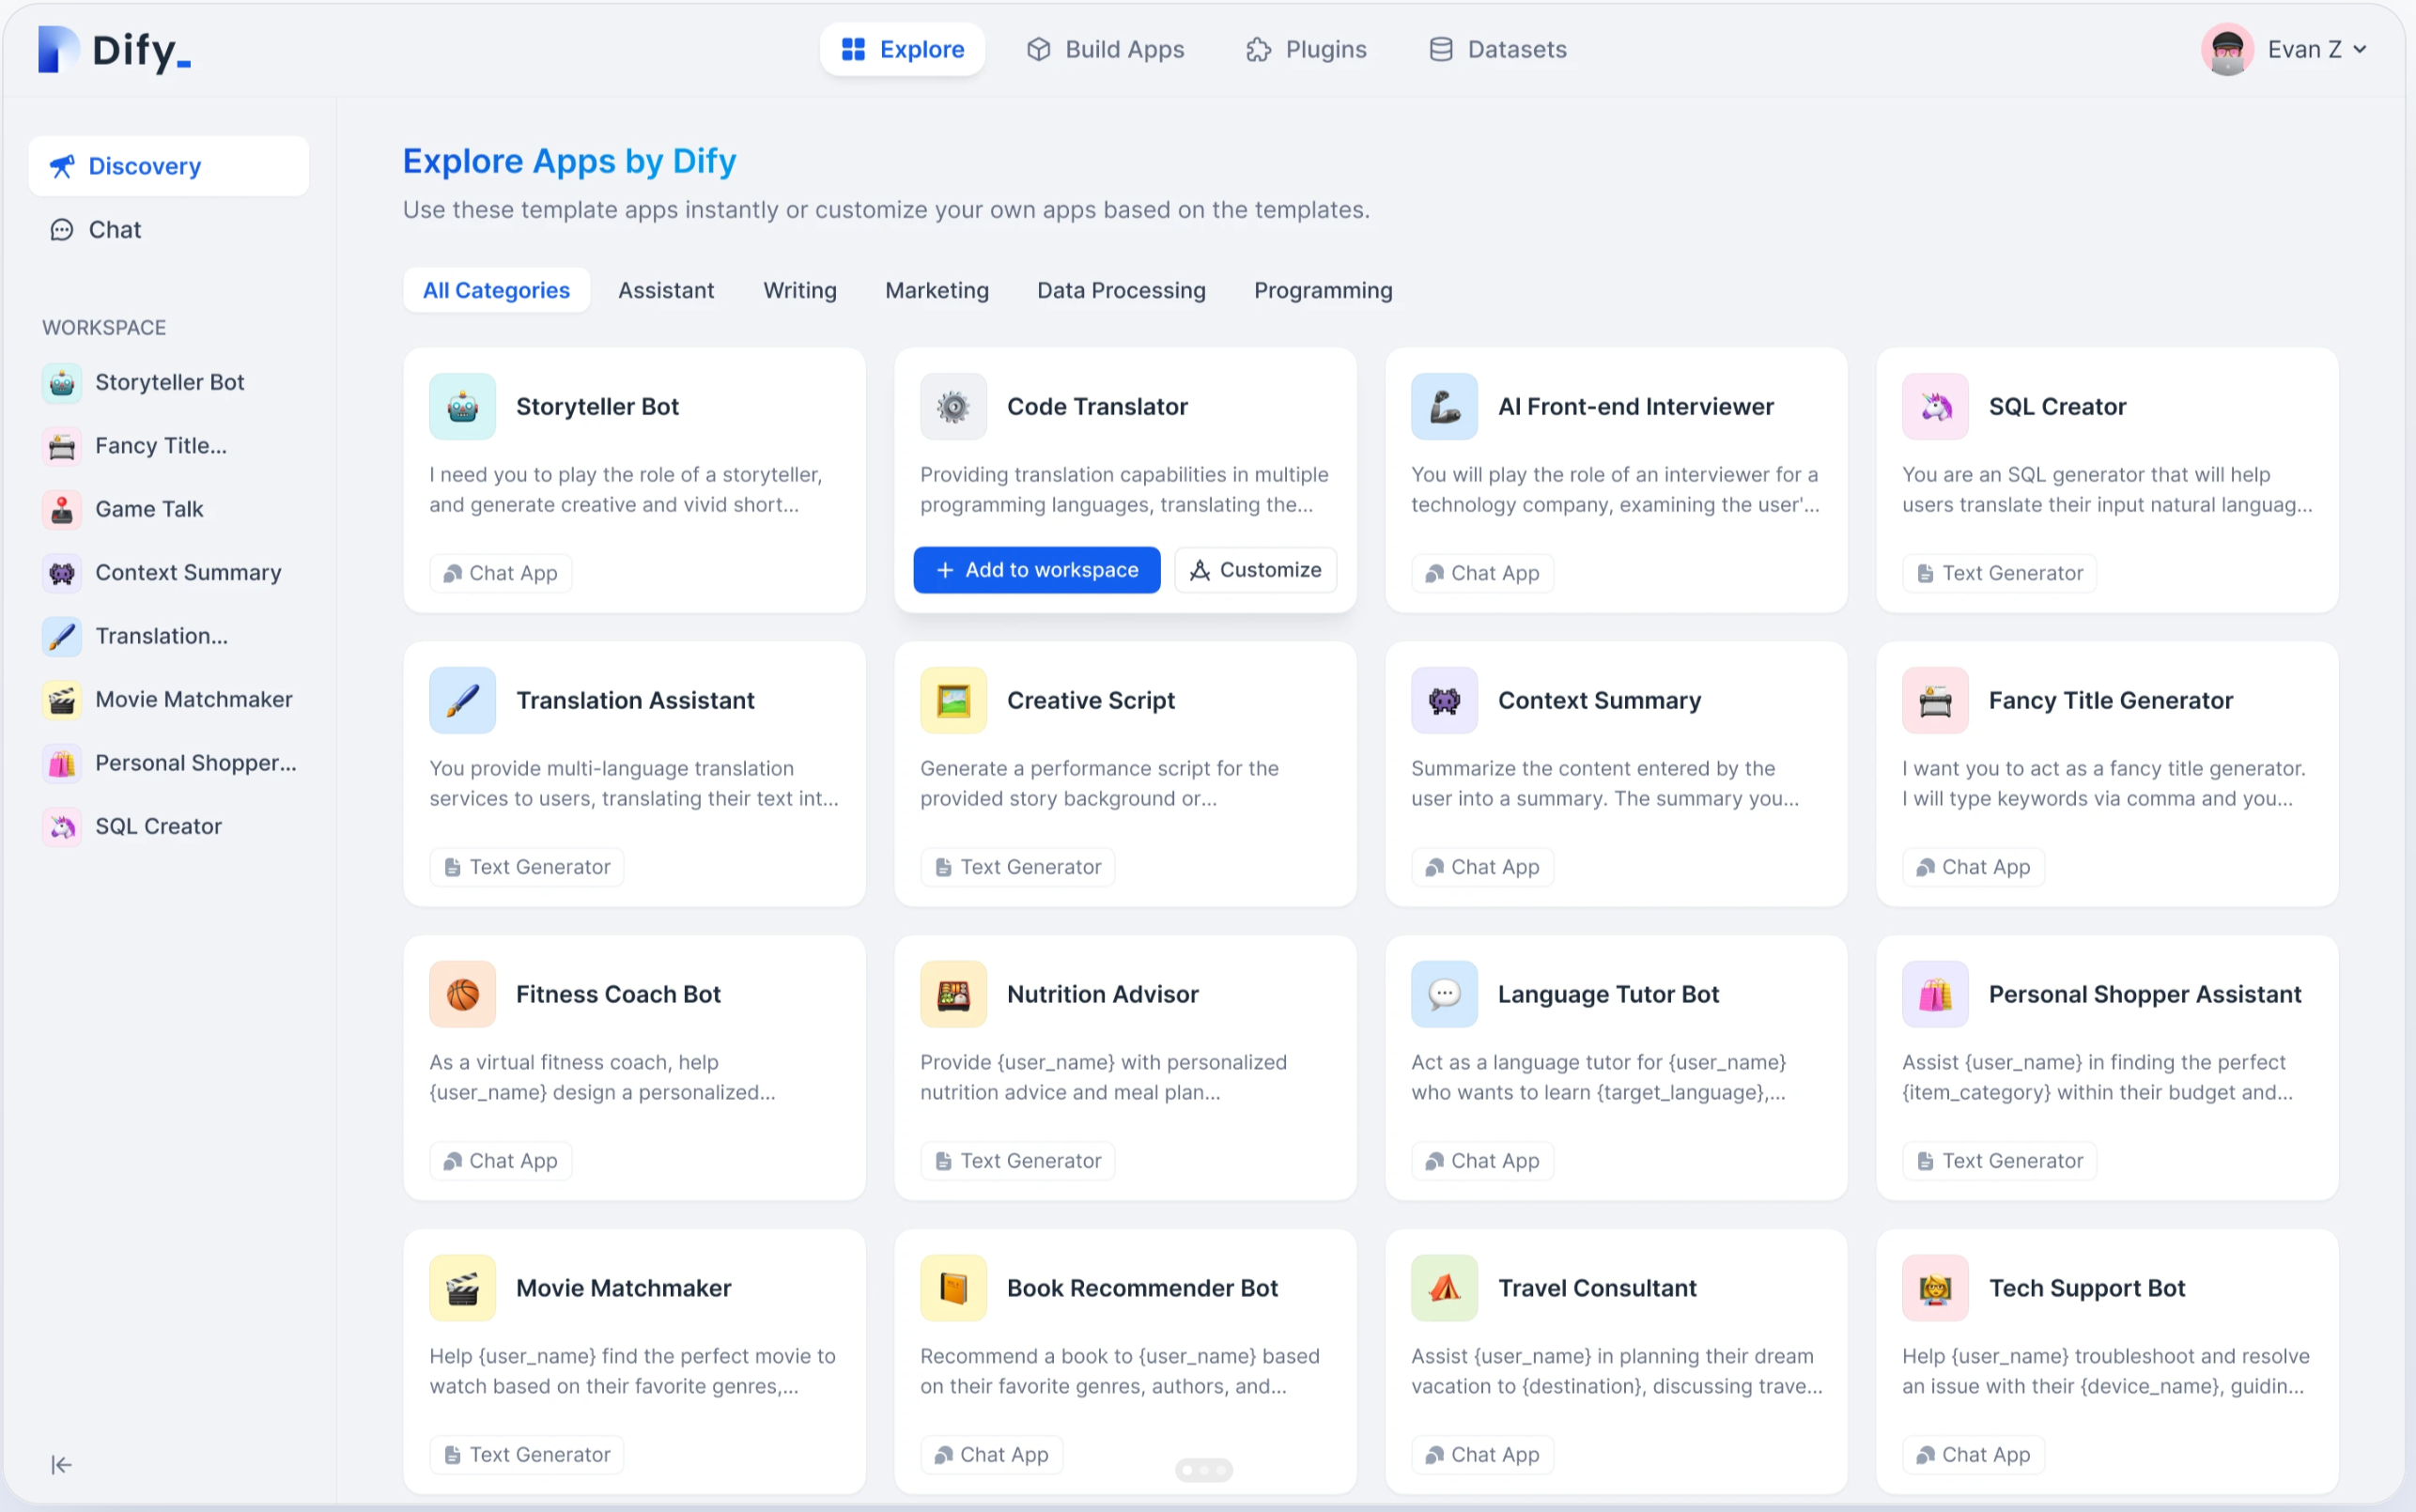 Dify_
Explore
Build Apps
Plugins
Datasets
Evan Z
Discovery
Chat
WORKSPACE
Storyteller Bot
Fancy Title...
Game Talk
Context Summary
Translation...
Movie Matchmaker
Personal Shopper...
SQL Creator
Explore Apps by Dify
Use these template apps instantly or customize your own apps based on the templates.
All Categories
Assistant
Writing
Marketing
Data Processing
Programming
Storyteller Bot
I need you to play the role of a storyteller,
and generate creative and vivid short...
Chat App
Code Translator
Providing translation capabilities in multiple
programming languages, translating the...
+ Add to workspace
Customize
AI Front-end Interviewer
You will play the role of an interviewer for a
technology company, examining the user'...
Chat App
SQL Creator
You are an SQL generator that will help
users translate their input natural languag...
Text Generator
Translation Assistant
You provide multi-language translation
services to users, translating their text int...
Text Generator
Creative Script
Generate a performance script for the
provided story background or...
Text Generator
Context Summary
Summarize the content entered by the
user into a summary. The summary you...
Chat App
Fancy Title Generator
I want you to act as a fancy title generator.
I will type keywords via comma and you...
Chat App
Fitness Coach Bot
As a virtual fitness coach, help
{user_name} design a personalized...
Chat App
Nutrition Advisor
Provide {user_name} with personalized
nutrition advice and meal plan...
Text Generator
Language Tutor Bot
Act as a language tutor for {user_name}
who wants to learn {target_language},...
Chat App
Personal Shopper Assistant
Assist {user_name} in finding the perfect
{item_category} within their budget and...
Text Generator
Movie Matchmaker
Help {user_name} find the perfect movie to
watch based on their favorite genres,...
Text Generator
Book Recommender Bot
Recommend a book to {user_name} based
on their favorite genres, authors, and...
Chat App
Travel Consultant
Assist {user_name} in planning their dream
vacation to {destination}, discussing trave...
Chat App
Tech Support Bot
Help {user_name} troubleshoot and resolve
an issue with their {device_name}, guidin...
Chat App